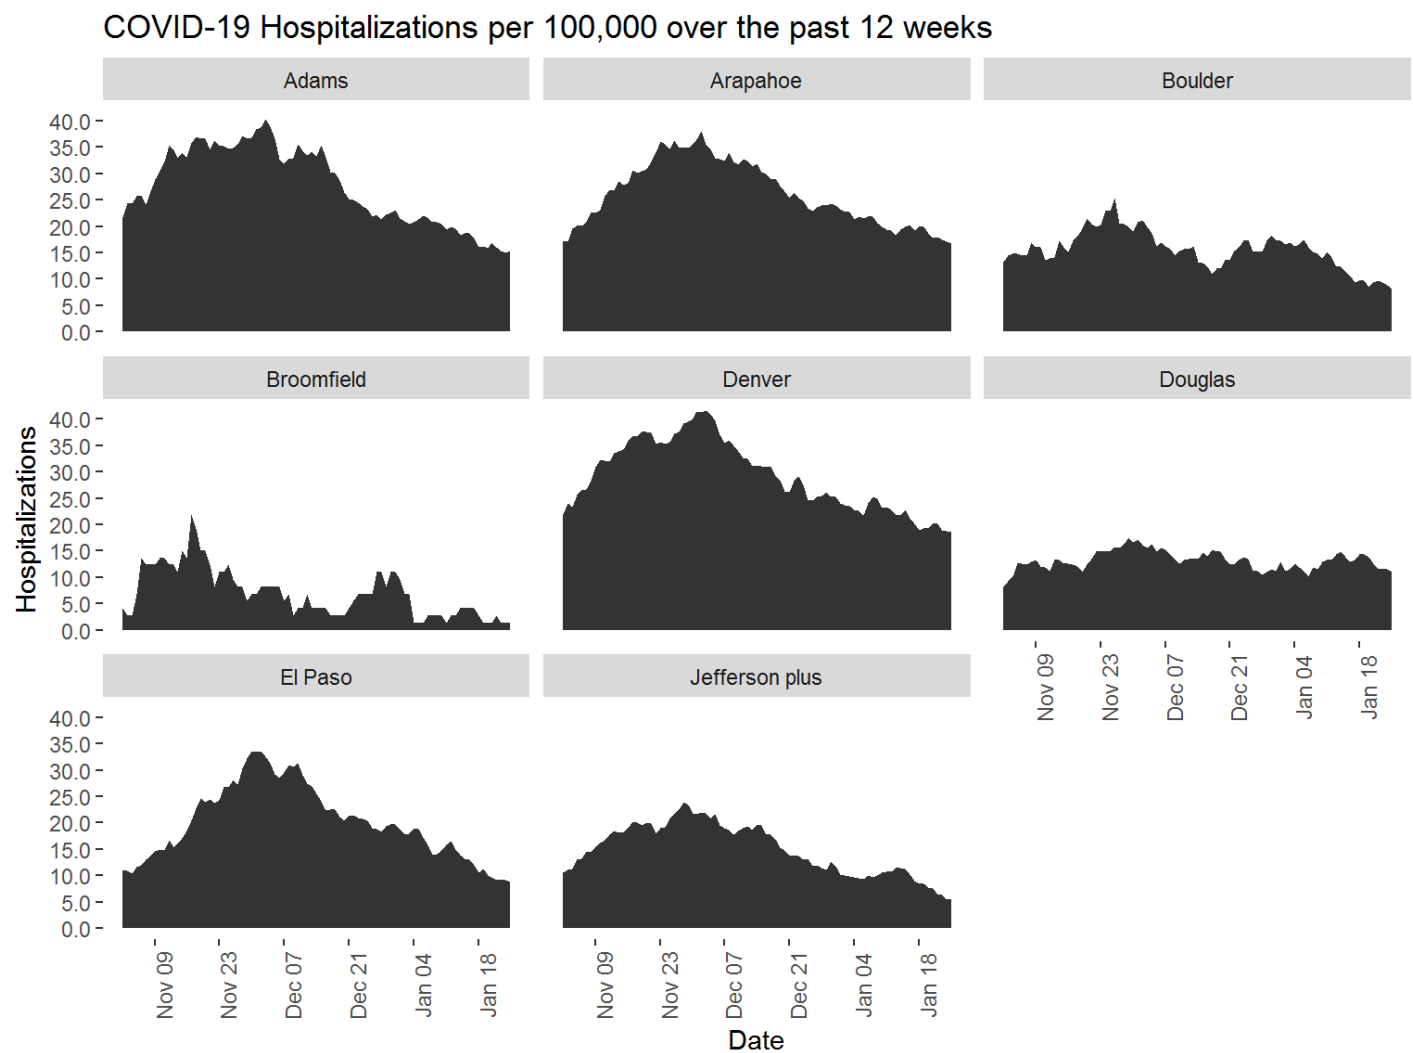 COVID-19 Hospitalizations per 100,000 over the past 12 weeks
Adams
Arapahoe
Boulder
40.0
35.0
30.0
25.0
20.0
15.0
10.0
5.0
0.0
Broomfield
Denver
Douglas
40.0
35.0
30.0
25.0
20.0
15.0
10.0
5.0
0.0
Hospitalizations
Nov 09
Nov 23
Dec 07
Dec 21
Jan 04
Jan 18
El Paso
Jefferson plus
40.0
35.0
30.0
25.0
20.0
15.0
10.0
5.0
0.0
Nov 09
Nov 23
Dec 07
Dec 21
Jan 04
Jan 18
Nov 09
Nov 23
Dec 07
Dec 21
Jan 04
Jan 18
Date